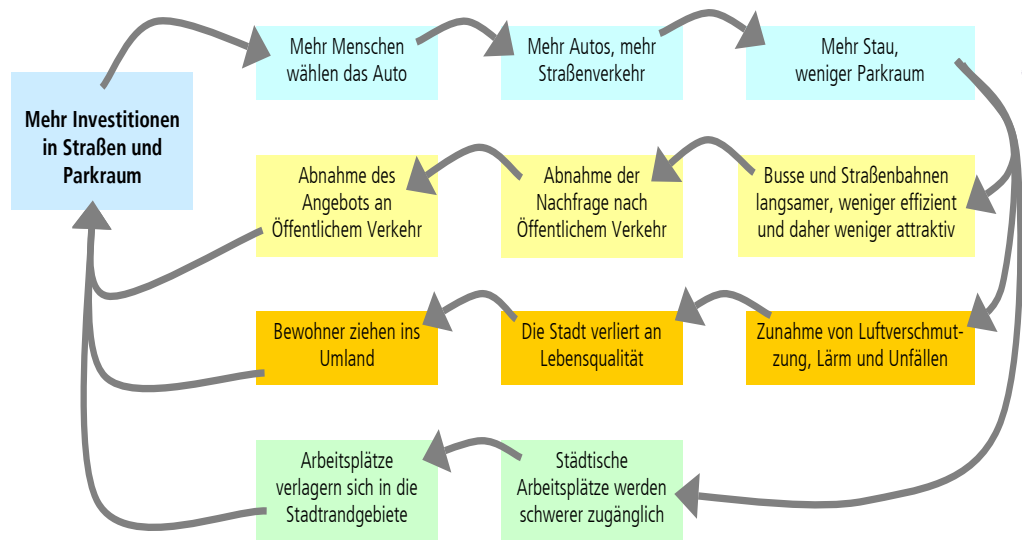 Mehr Investitionen
in Straßen und
Parkraum
Mehr Menschen
wählen das Auto
Mehr Autos, mehr
Straßenverkehr
Mehr Stau,
weniger Parkraum
Busse und Straßenbahnen
langsamer, weniger effizient
und daher weniger attraktiv
Abnahme der
Nachfrage nach
Öffentlichem Verkehr
Abnahme des
Angebots an
Öffentlichem Verkehr
Zunahme von Luftverschmut-
zung, Lärm und Unfällen
Die Stadt verliert an
Lebensqualität
Bewohner ziehen ins
Umland
Städtische
Arbeitsplätze werden
schwerer zugänglich
Arbeitsplätze
verlagern sich in die
Stadtrandgebiete